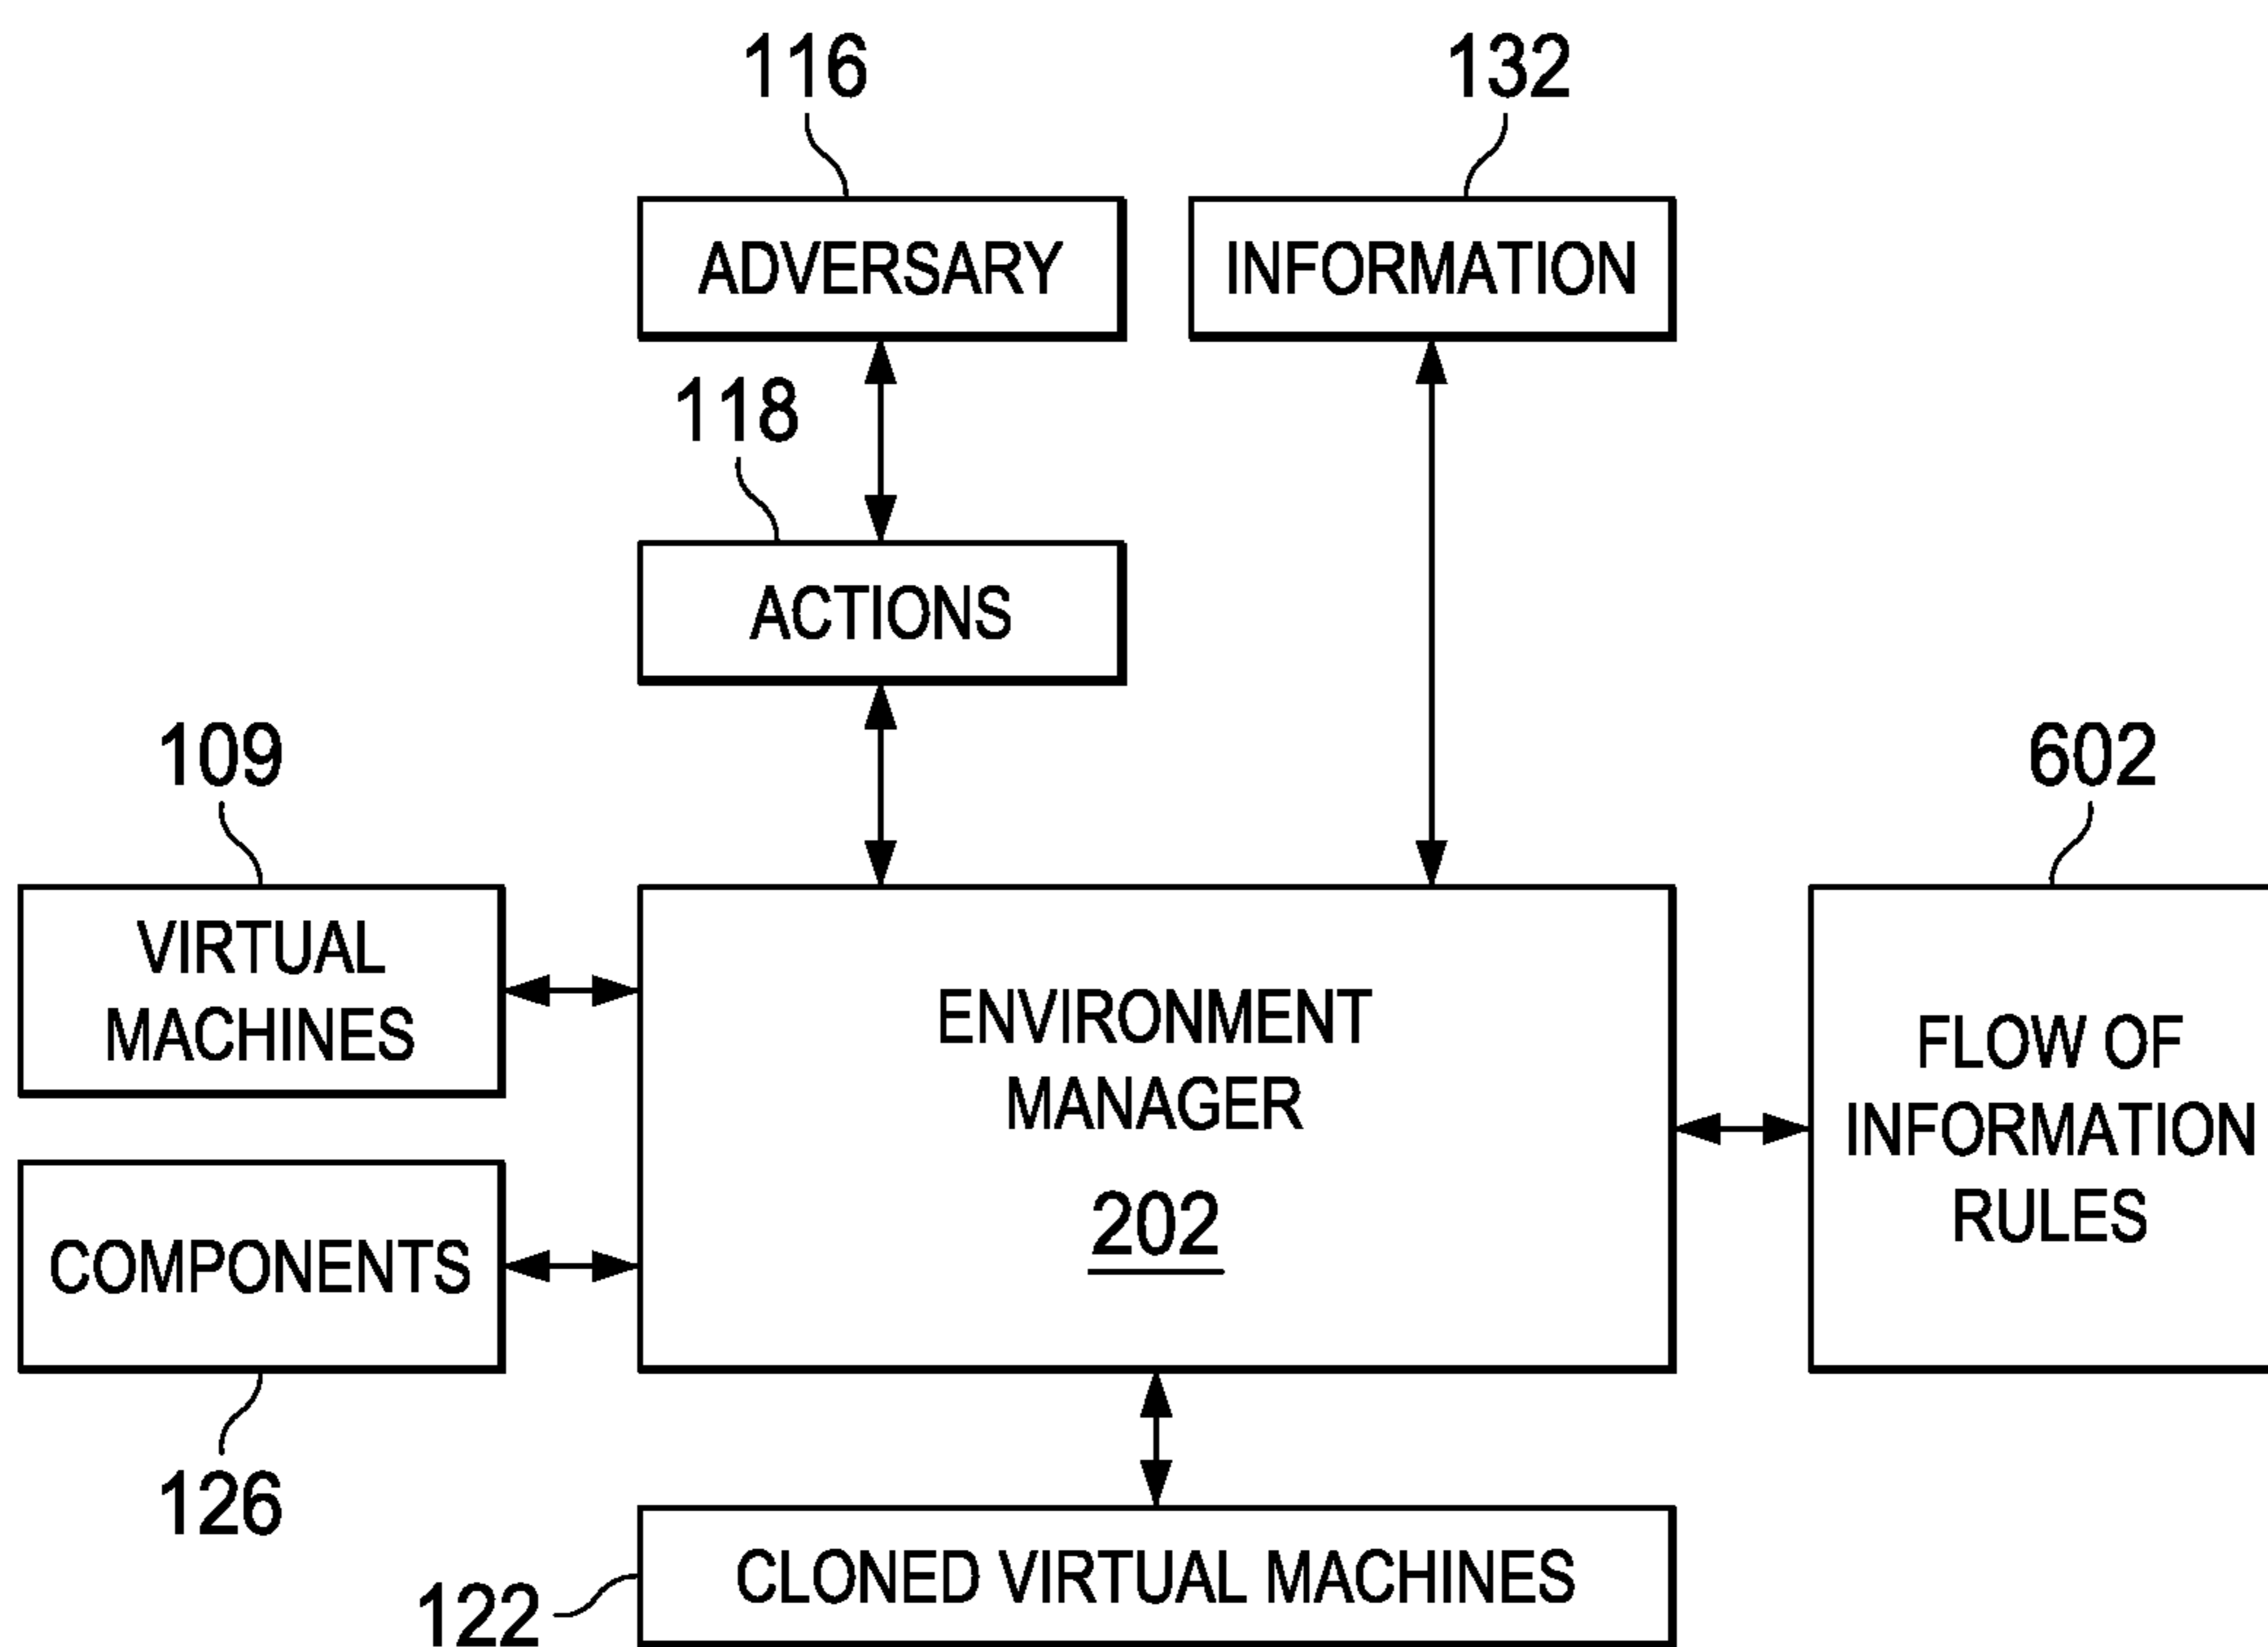 116
132
ADVERSARY
INFORMATION
118
ACTIONS
109
602
VIRTUAL
MACHINES
ENVIRONMENT
MANAGER
202
FLOW OF
INFORMATION
RULES
COMPONENTS
126
CLONED VIRTUAL MACHINES
122